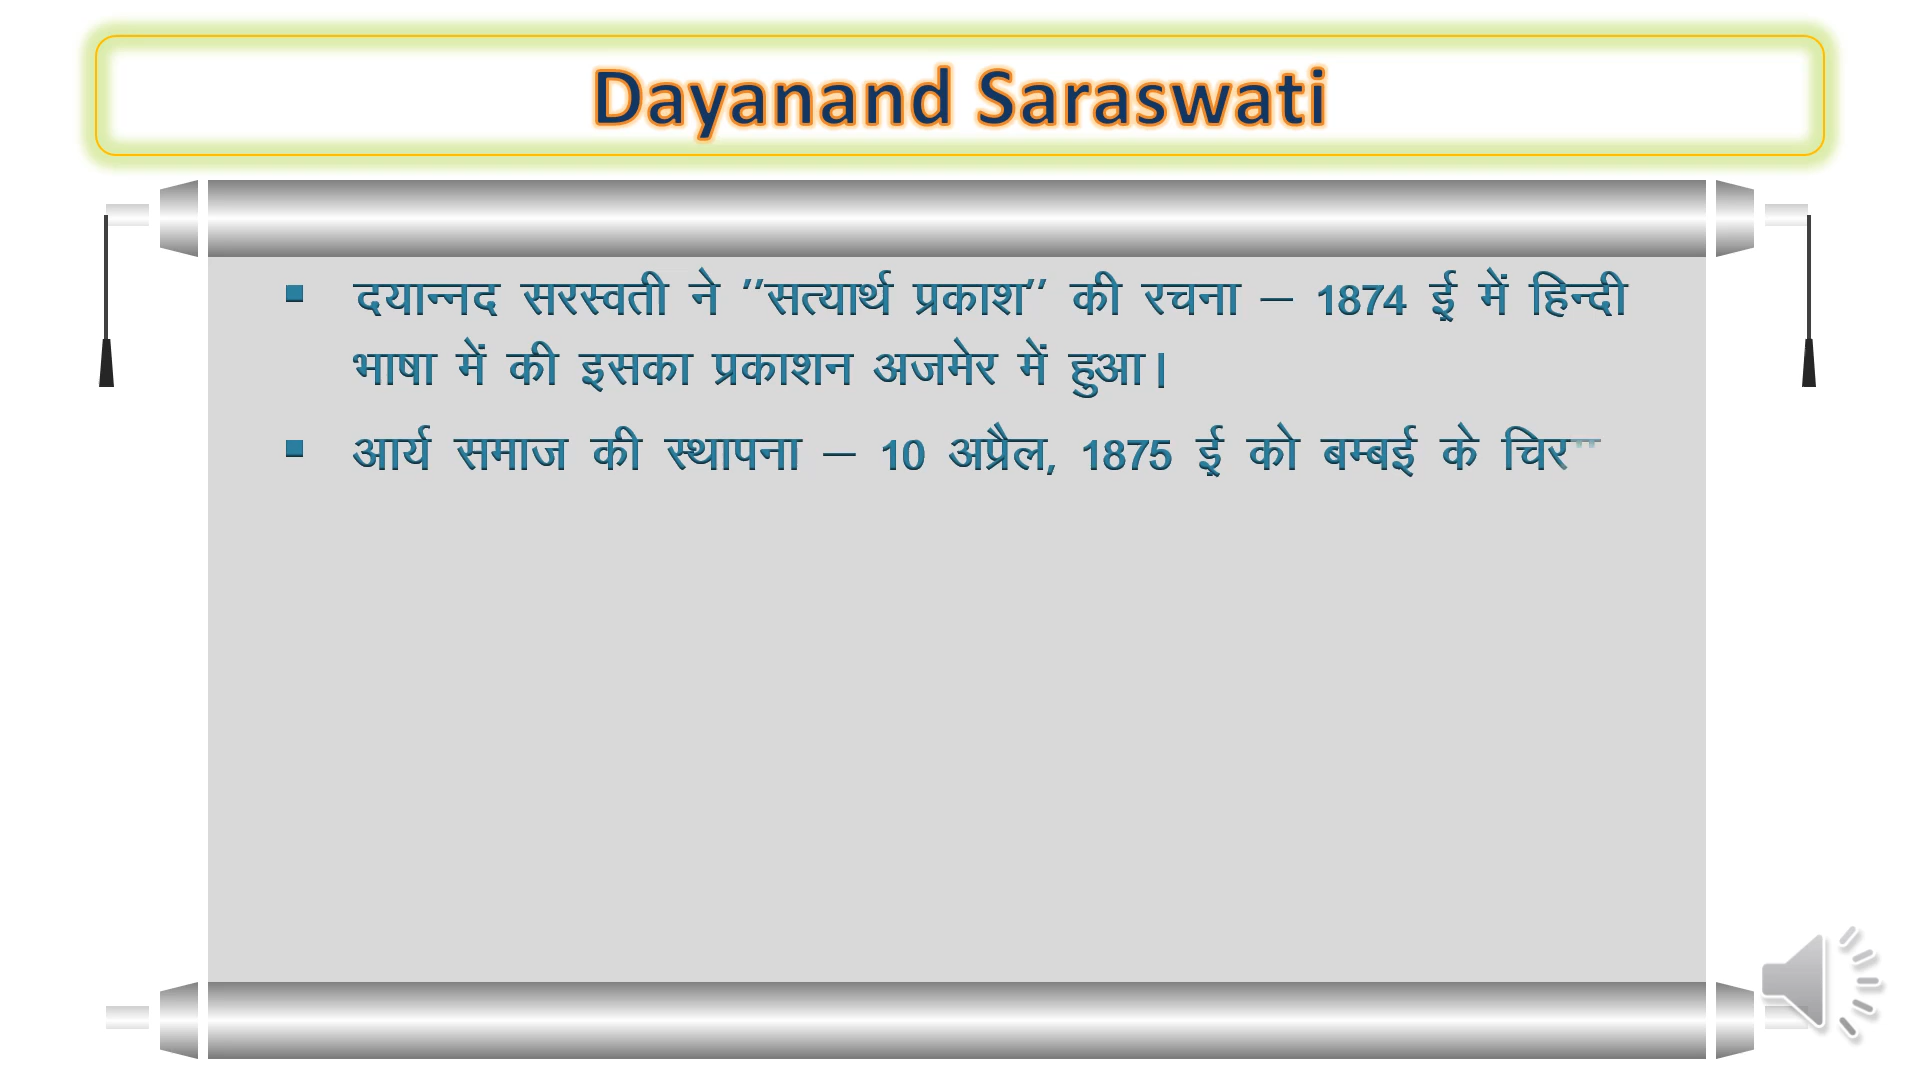 Dayanand Saraswati
▪ दयान्नद सरस्वती ने ''सत्यार्थ प्रकाश'' की रचना – 1874 ई में हिन्दी
भाषा में की इसका प्रकाशन अजमेर में हुआ।
▪ आर्य समाज की स्थापना – 10 अप्रैल, 1875 ई को बम्बई के